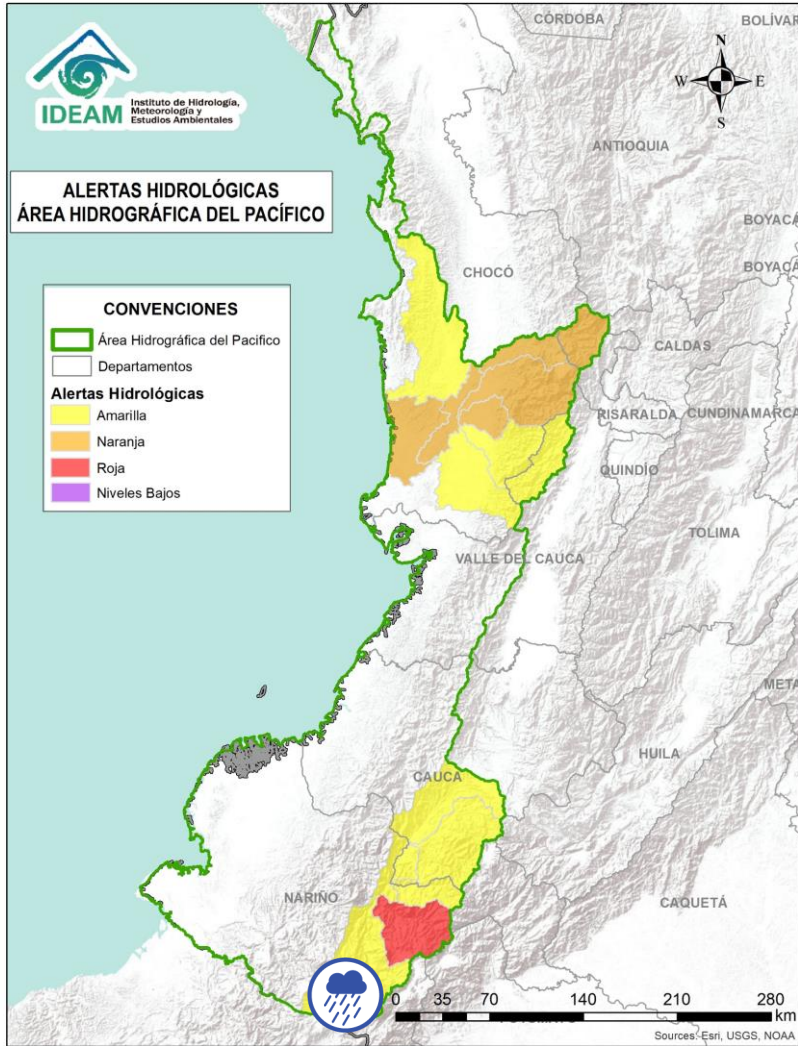 CÓRDOBA
BOLÍVAR
IDEAM
Instituto de Hidrología,
Meteorología y
Estudios Ambientales
N
W
E
S
ANTIOQUIA
ALERTAS HIDROLÓGICAS
ÁREA HIDROGRÁFICA DEL PACÍFICO
BOYACÁ
BOYACÁ
CHOCÓ
CONVENCIONES
Área Hidrográfica del Pacífico
Departamentos
Alertas Hidrológicas
Amarilla
Naranja
Roja
Niveles Bajos
CALDAS
RISARALDA
CUNDINAMARCA
QUINDÍO
TOLIMA
VALLE DEL CAUCA
META
HUILA
CAUCA
NARIÑO
CAQUETÁ
0 35 70 140 210 280
km
Sources: Esri, USGS, NOAA